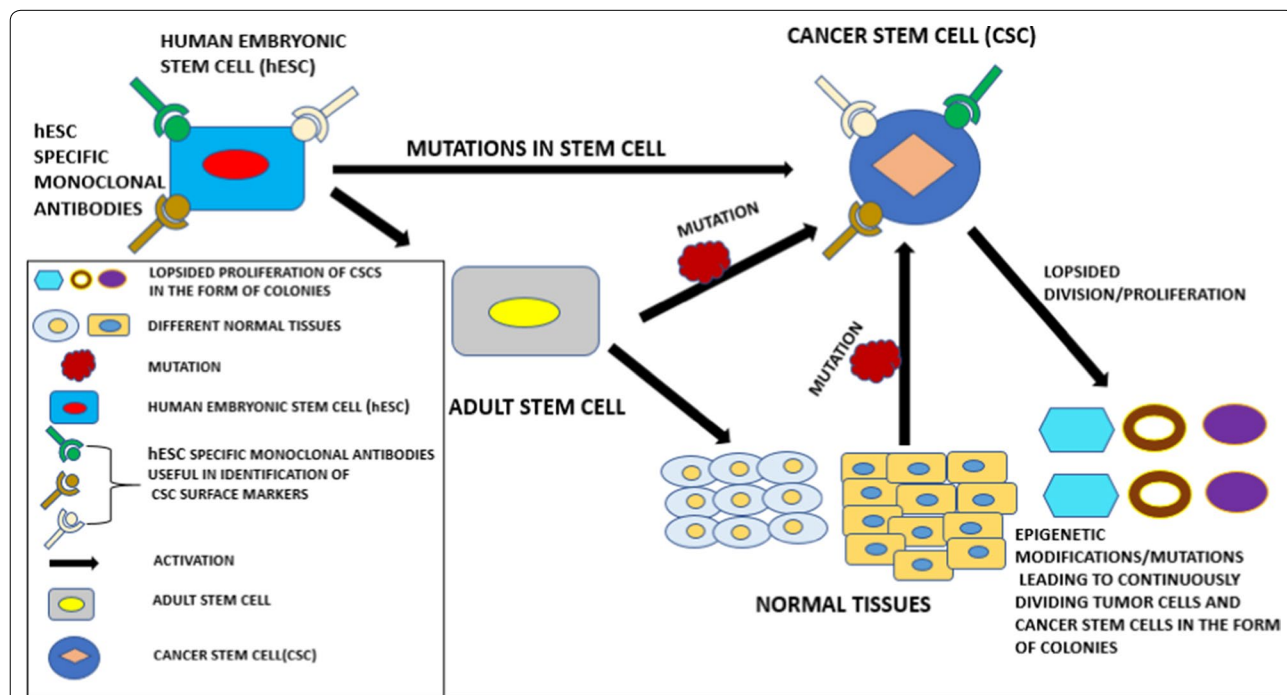 HUMAN EMBRYONIC
STEM CELL (hESC)
CANCER STEM CELL (CSC)
hESC
SPECIFIC
MONOCLONAL
ANTIBODIES
MUTATIONS IN STEM CELL
MUTATION
LOPSIDED
DIVISION/PROLIFERATION
MUTATION
ADULT STEM CELL
NORMAL TISSUES
EPIGENETIC
MODIFICATIONS/MUTATIONS
LEADING TO CONTINUOUSLY
DIVIDING TUMOR CELLS AND
CANCER STEM CELLS IN THE FORM
OF COLONIES
LOPSIDED PROLIFERATION OF CSCS
IN THE FORM OF COLONIES
DIFFERENT NORMAL TISSUES
MUTATION
HUMAN EMBRYONIC STEM CELL (hESC)
hESC SPECIFIC MONOCLONAL ANTIBODIES
USEFUL IN IDENTIFICATION OF
CSC SURFACE MARKERS
ACTIVATION
ADULT STEM CELL
CANCER STEM CELL(CSC)